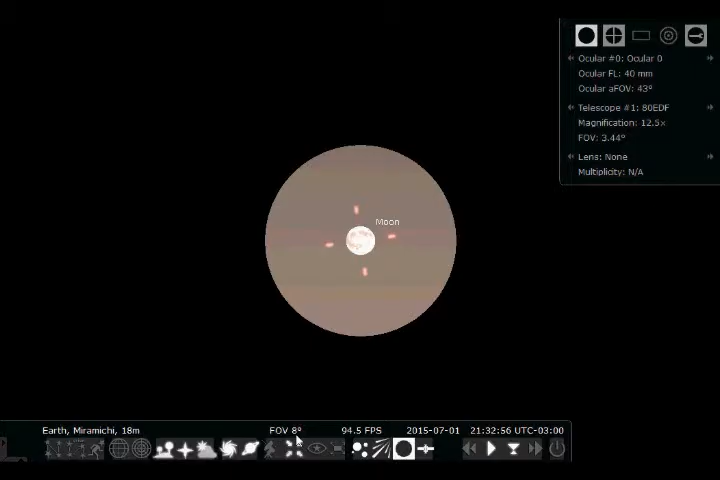 Ocular #0: Ocular 0
Ocular FL: 40 mm
Ocular aFOV: 43°
Telescope #1: 80EDF
Magnification: 12.5x
FOV: 3.44°
Lens: None
Multiplicity: N/A
Moon
Earth, Miramichi, 18m FOV 8° 94.5 FPS 2015-07-01 21:32:56 UTC-03:00